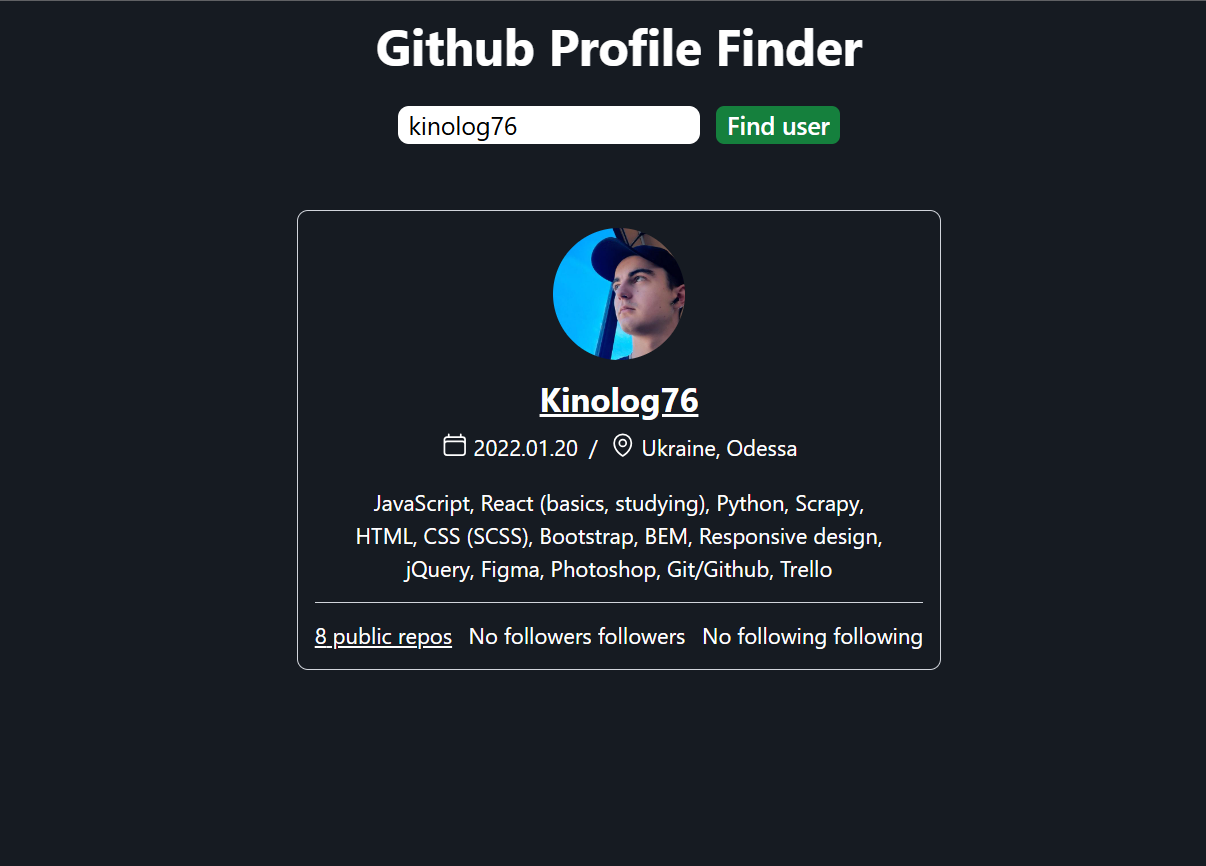 Github Profile Finder
kinolog76 Find user
Kinolog76
2022.01.20 / Ukraine, Odessa
JavaScript, React (basics, studying), Python, Scrapy,
HTML, CSS (SCSS), Bootstrap, BEM, Responsive design,
jQuery, Figma, Photoshop, Git/Github, Trello
8 public repos No followers followers No following following